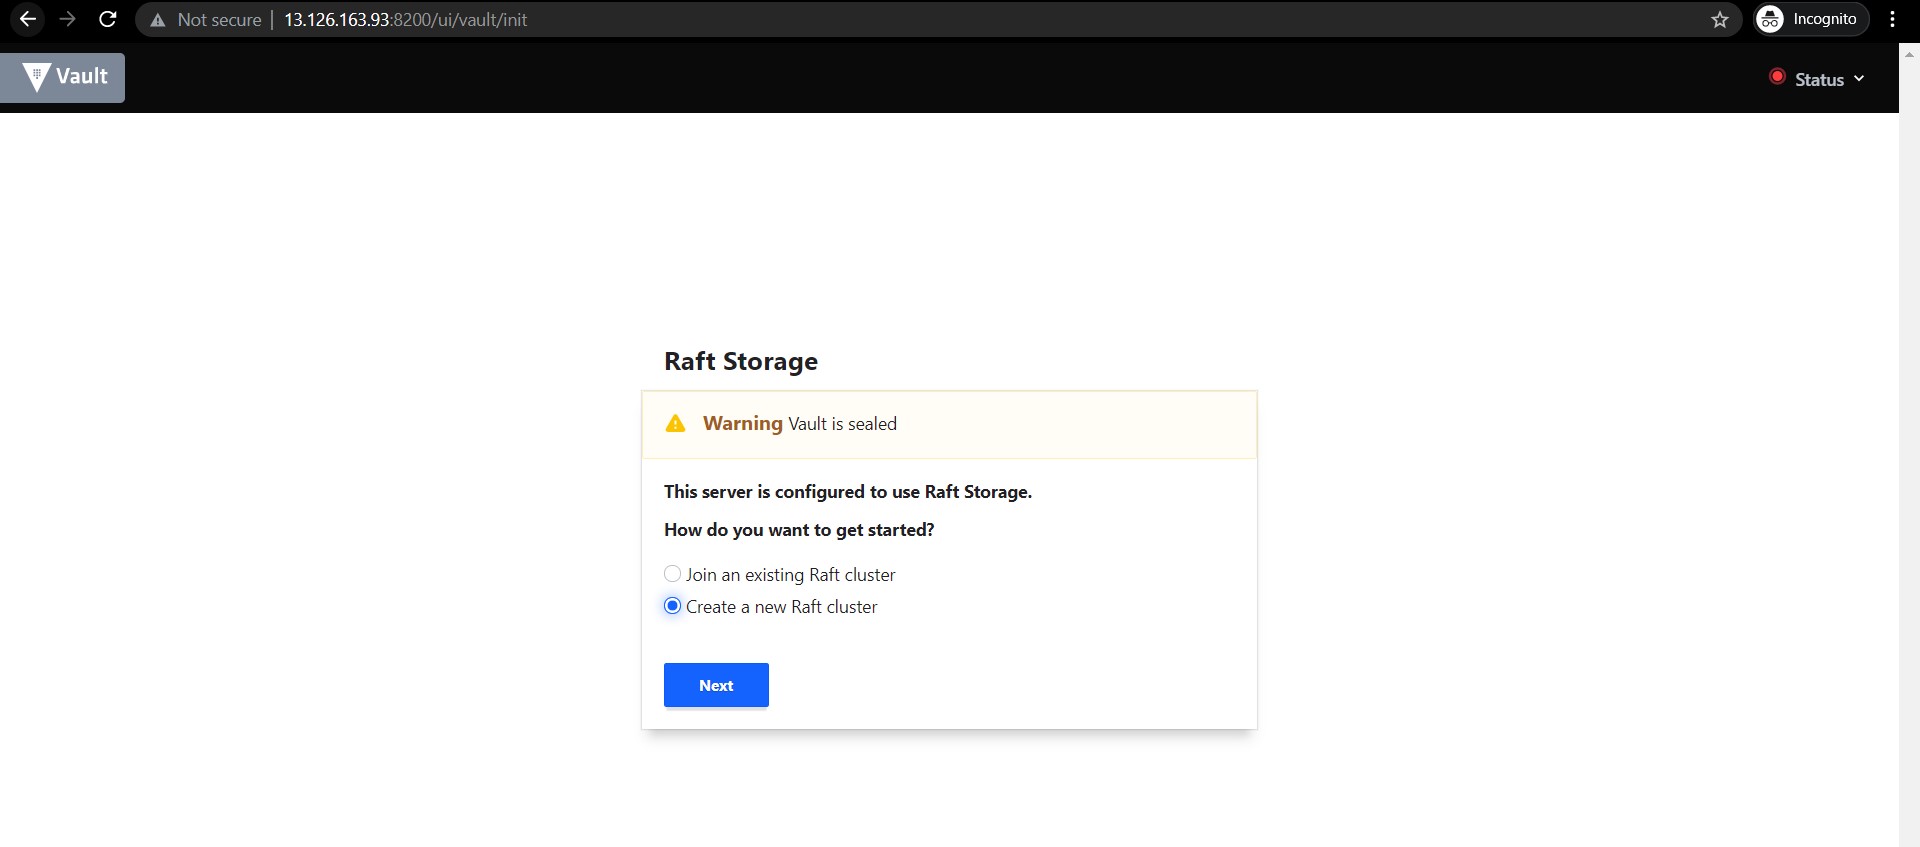 Not secure | 13.126.163.93:8200/ui/vault/init
Incognito
Vault
Status
Raft Storage
Warning Vault is sealed
This server is configured to use Raft Storage.
How do you want to get started?
Join an existing Raft cluster
Create a new Raft cluster
Next